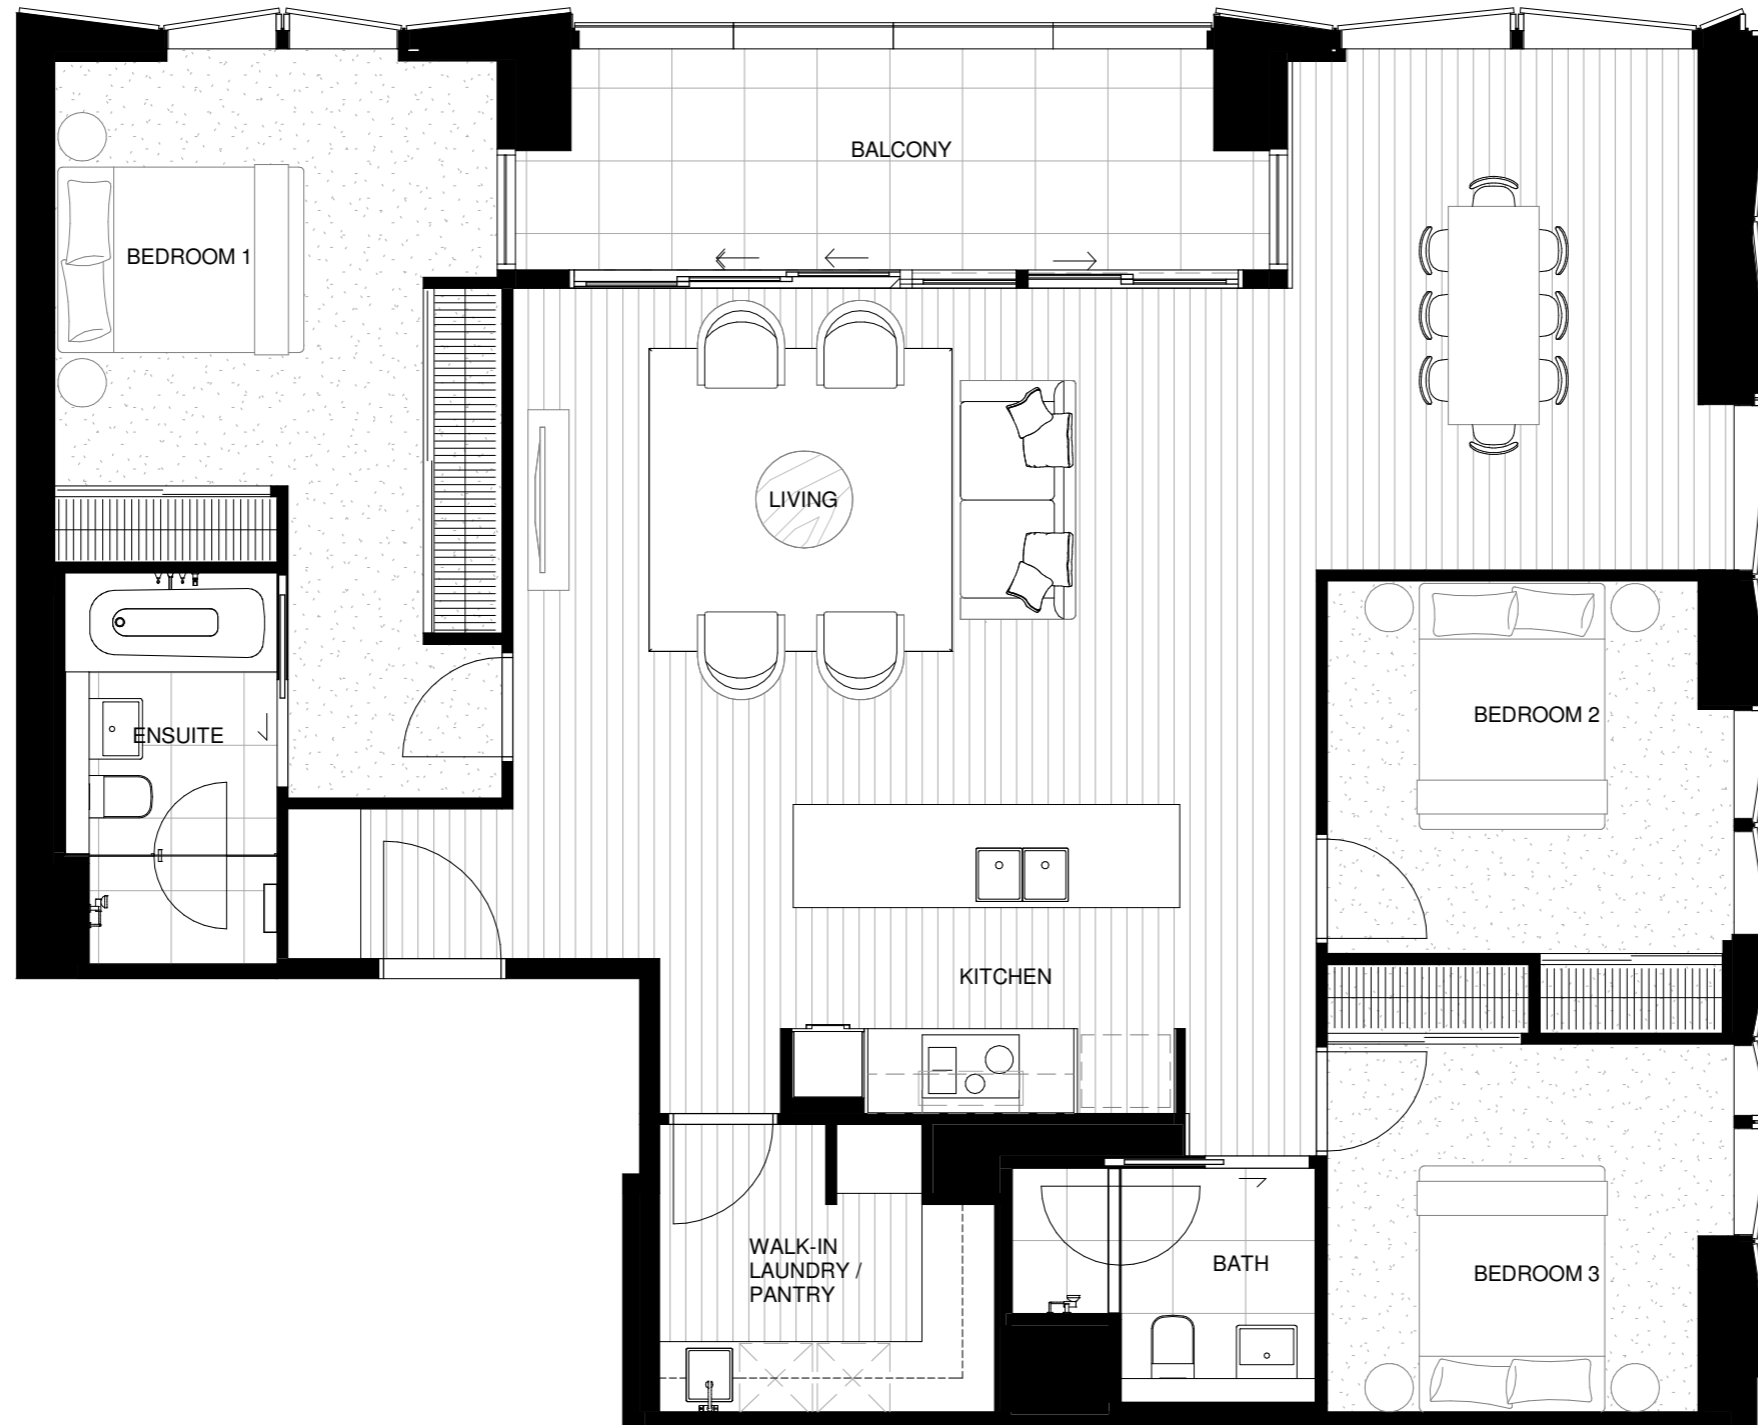 BALCONY
BEDROOM 1
LIVING
BEDROOM 2
ENSUITE
KITCHEN
WALK-IN
LAUNDRY /
PANTRY
BATH
BEDROOM 3